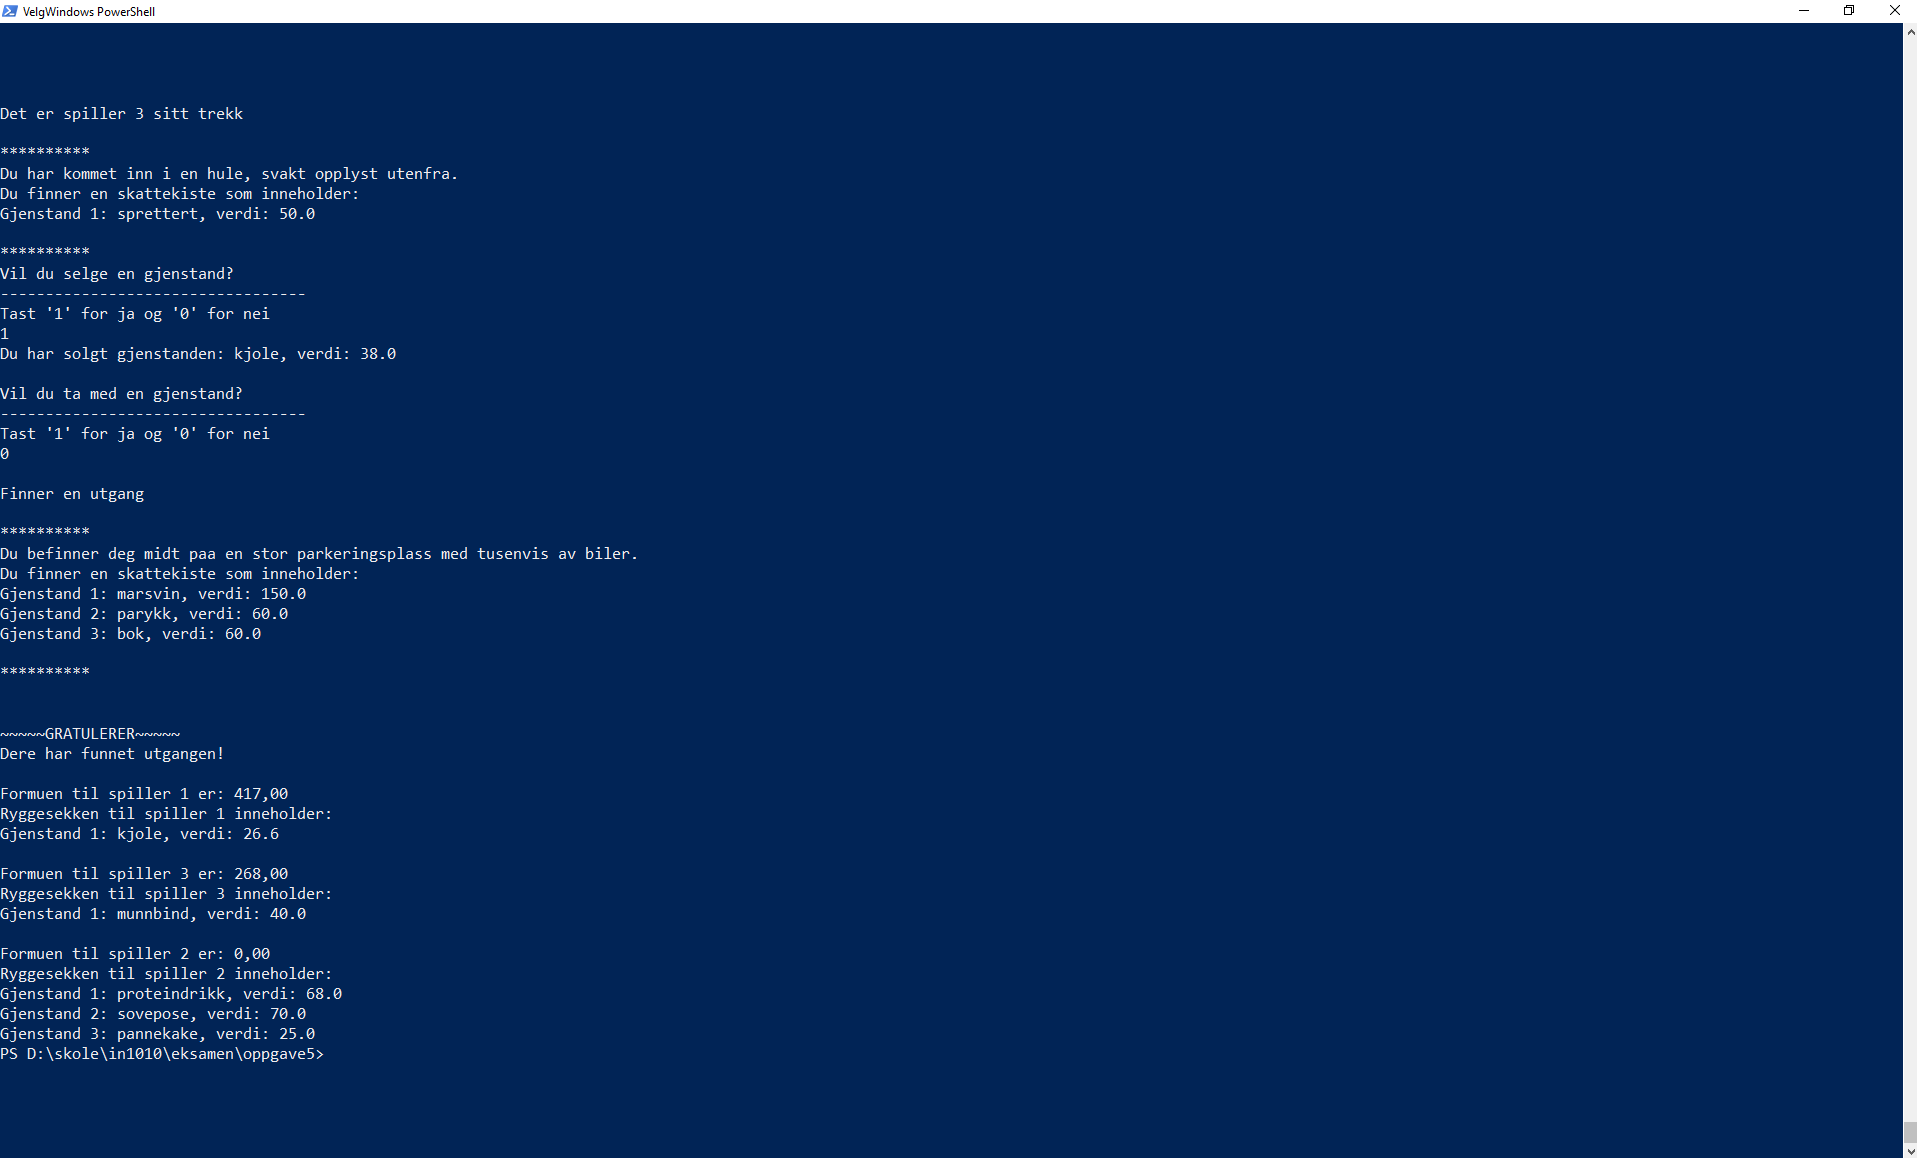 VelgWindows PowerShell
Det er spiller 3 sitt trekk
**********
Du har kommet inn i en hule, svakt opplyst utenfra.
Du finner en skattekiste som inneholder:
Gjenstand 1: sprettert, verdi: 50.0
**********
Vil du selge en gjenstand?
----------------------------------
Tast '1' for ja og '0' for nei
1
Du har solgt gjenstanden: kjole, verdi: 38.0
Vil du ta med en gjenstand?
----------------------------------
Tast '1' for ja og '0' for nei
0
Finner en utgang
**********
Du befinner deg midt paa en stor parkeringsplass med tusenvis av biler.
Du finner en skattekiste som inneholder:
Gjenstand 1: marsvin, verdi: 150.0
Gjenstand 2: parykk, verdi: 60.0
Gjenstand 3: bok, verdi: 60.0
**********
~~~~~GRATULERER~~~~~
Dere har funnet utgangen!
Formuen til spiller 1 er: 417,00
Ryggesekken til spiller 1 inneholder:
Gjenstand 1: kjole, verdi: 26.6
Formuen til spiller 3 er: 268,00
Ryggesekken til spiller 3 inneholder:
Gjenstand 1: munnbind, verdi: 40.0
Formuen til spiller 2 er: 0,00
Ryggesekken til spiller 2 inneholder:
Gjenstand 1: proteindrikk, verdi: 68.0
Gjenstand 2: sovepose, verdi: 70.0
Gjenstand 3: pannekake, verdi: 25.0
PS D:\skole\in1010\eksamen\oppgave5>